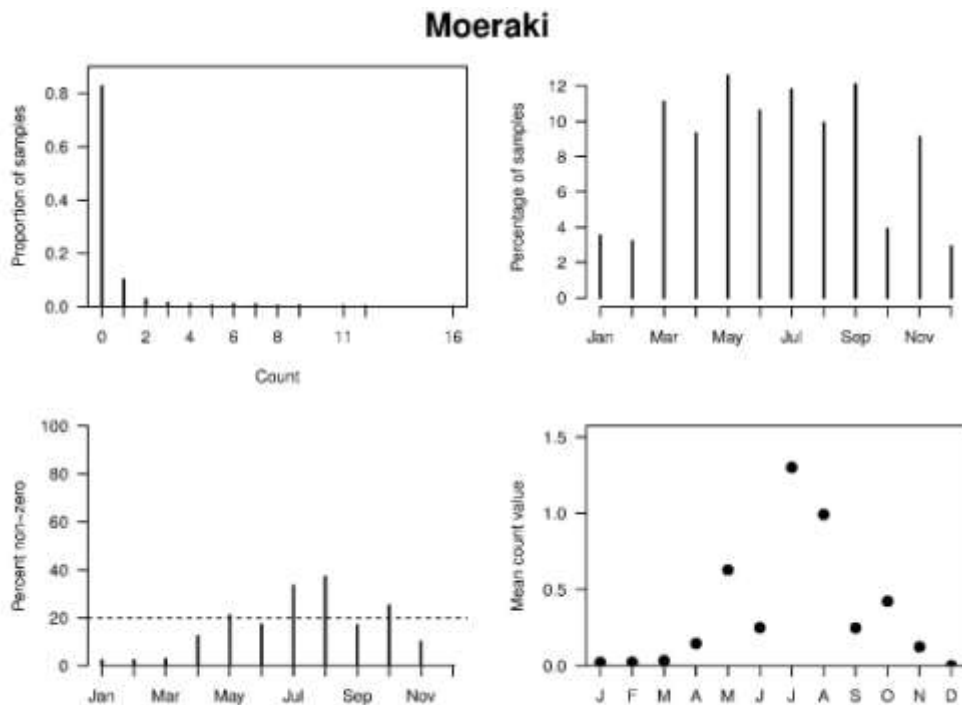 Moeraki
Proportion of samples
0.8
0.6
0.4
0.2
0.0
0 2 4 6 8 11 16
Count
Percentage of samples
12
10
8
6
4
2
0
Jan Mar May Jul Sep Nov
Percent non-zero
100
80
60
40
20
0
Jan Mar May Jul Sep Nov
Mean count value
1.5
1.0
0.5
0.0
J F M A M J J A S O N D